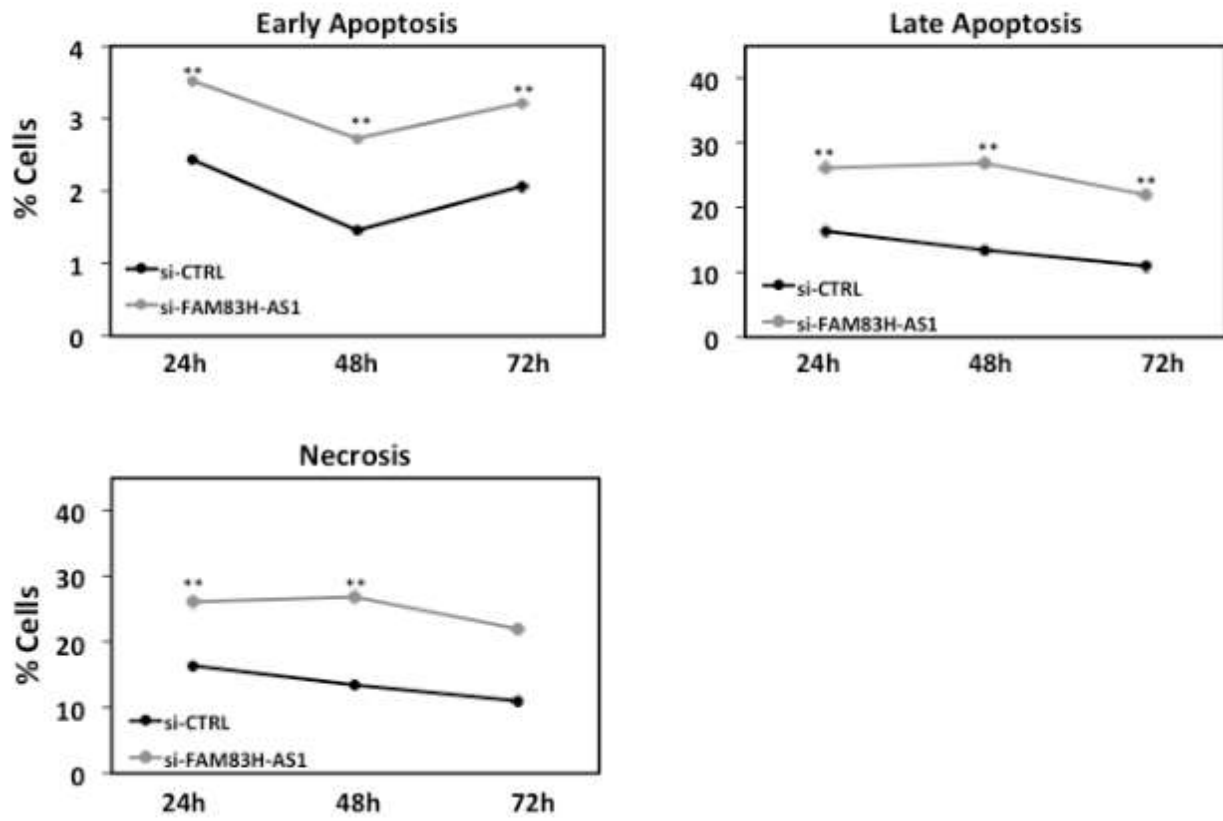 Early Apoptosis
% Cells
4
3
2
1
0
**
**
**
si-CTRL
si-FAM83H-AS1
24h 48h 72h
Late Apoptosis
40
30
20
10
0
**
**
**
si-CTRL
si-FAM83H-AS1
24h 48h 72h
Necrosis
% Cells
40
30
20
10
0
**
**
si-CTRL
si-FAM83H-AS1
24h 48h 72h